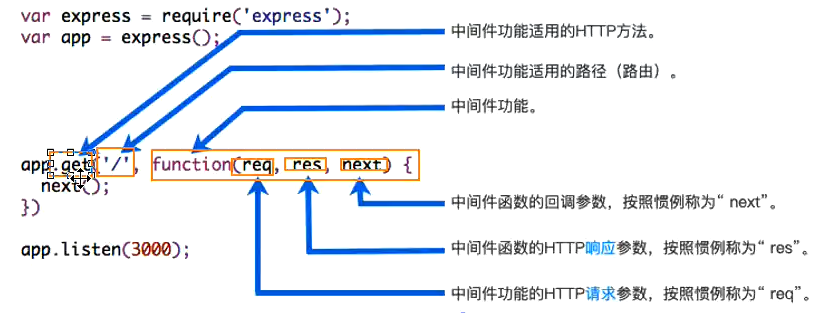 var express = require('express');
var app = express();
中间件功能适用的HTTP方法。
中间件功能适用的路径（路由）。
中间件功能。
app.get('/', function(req, res, next) {
next();
})
中间件函数的回调参数，按照惯例称为“ next”。
中间件函数的HTTP响应参数，按照惯例称为“ res”。
app.listen(3000);
中间件功能的HTTP请求参数，按照惯例称为“ req”。